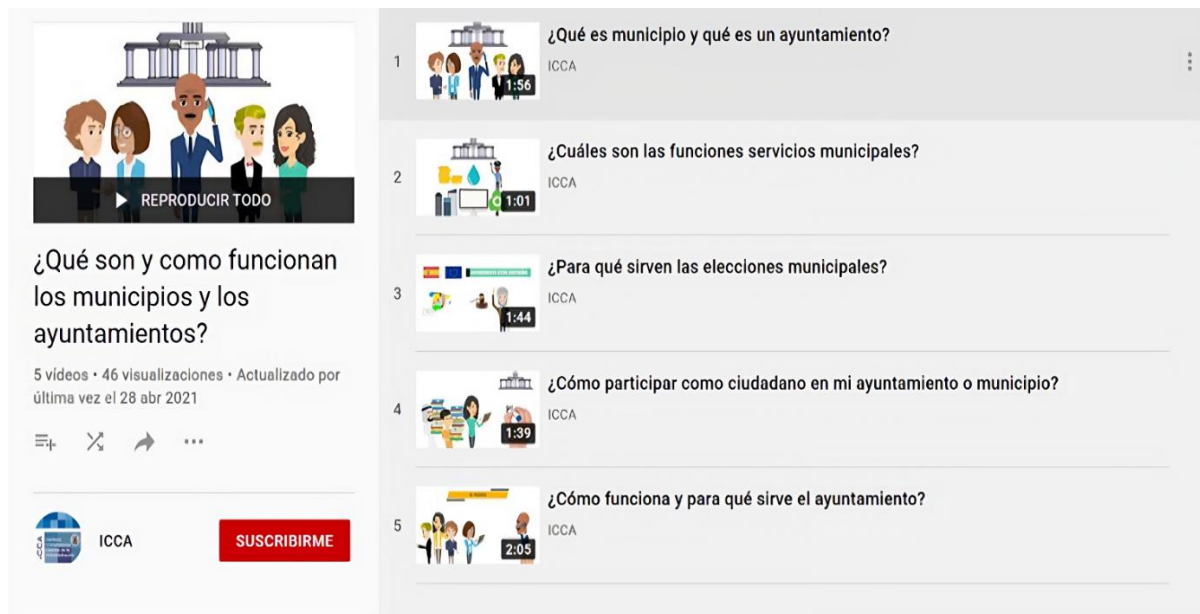 REPRODUCIR TODO
¿Qué son y como funcionan
los municipios y los
ayuntamientos?
5 vídeos • 46 visualizaciones • Actualizado por
última vez el 28 abr 2021
ICCA
SUSCRIBIRME
1
1:56
¿Qué es municipio y qué es un ayuntamiento?
ICCA
2
1:01
¿Cuáles son las funciones servicios municipales?
ICCA
3
1:44
¿Para qué sirven las elecciones municipales?
ICCA
4
1:39
¿Cómo participar como ciudadano en mi ayuntamiento o municipio?
ICCA
5
2:05
¿Cómo funciona y para qué sirve el ayuntamiento?
ICCA